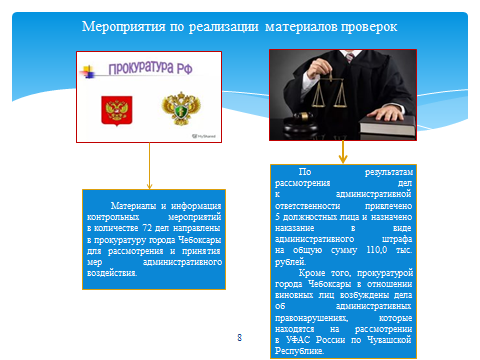 Мероприятия по реализации материалов проверок
Прокуратура РФ
MyShared
Материалы и информация
контрольных мероприятий
в количестве 72 дел направлены
в прокуратуру города Чебоксары
для рассмотрения и принятия
мер административного
воздействия.
По результатам
рассмотрения дел
к административной
ответственности привлечено
5 должностных лица и назначено
наказание в виде
административного штрафа
на общую сумму 110,0 тыс.
рублей.
Кроме того, прокуратурой
города Чебоксары в отношении
виновных лиц возбуждены дела
об административных
правонарушениях, которые
находятся на рассмотрении
в УФАС России по Чувашской
Республике.
8